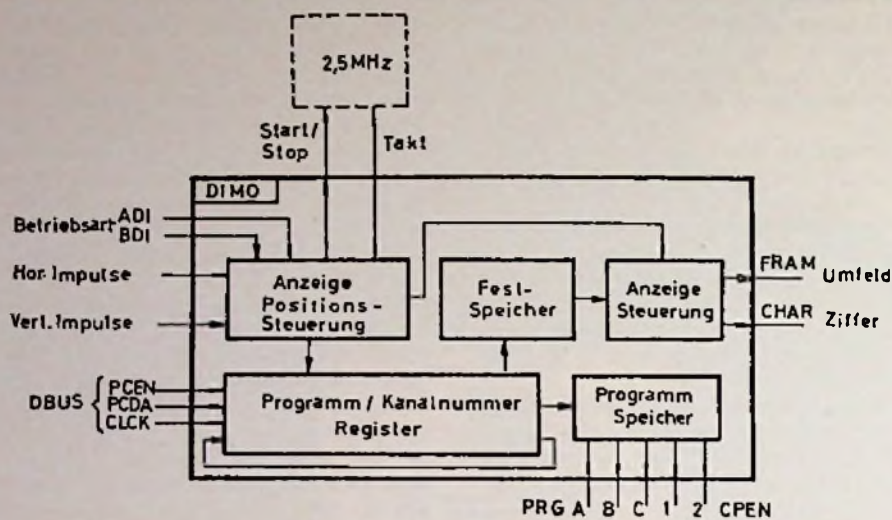 2,5MHz
Start/
Stop
Takt
DIMO
Betriebsart ADI
BDI
Hor. Impulse
Vert. Impulse
Anzeige
Positions-
Steuerung
Fest-
Speicher
Anzeige
Steuerung
FRAM Umfeld
CHAR Ziffer
DBUS
PCEN
PCDA
CLCK
Programm / Kanalnummer
Register
Programm
Speicher
PRG A B C 1 2 CPEN